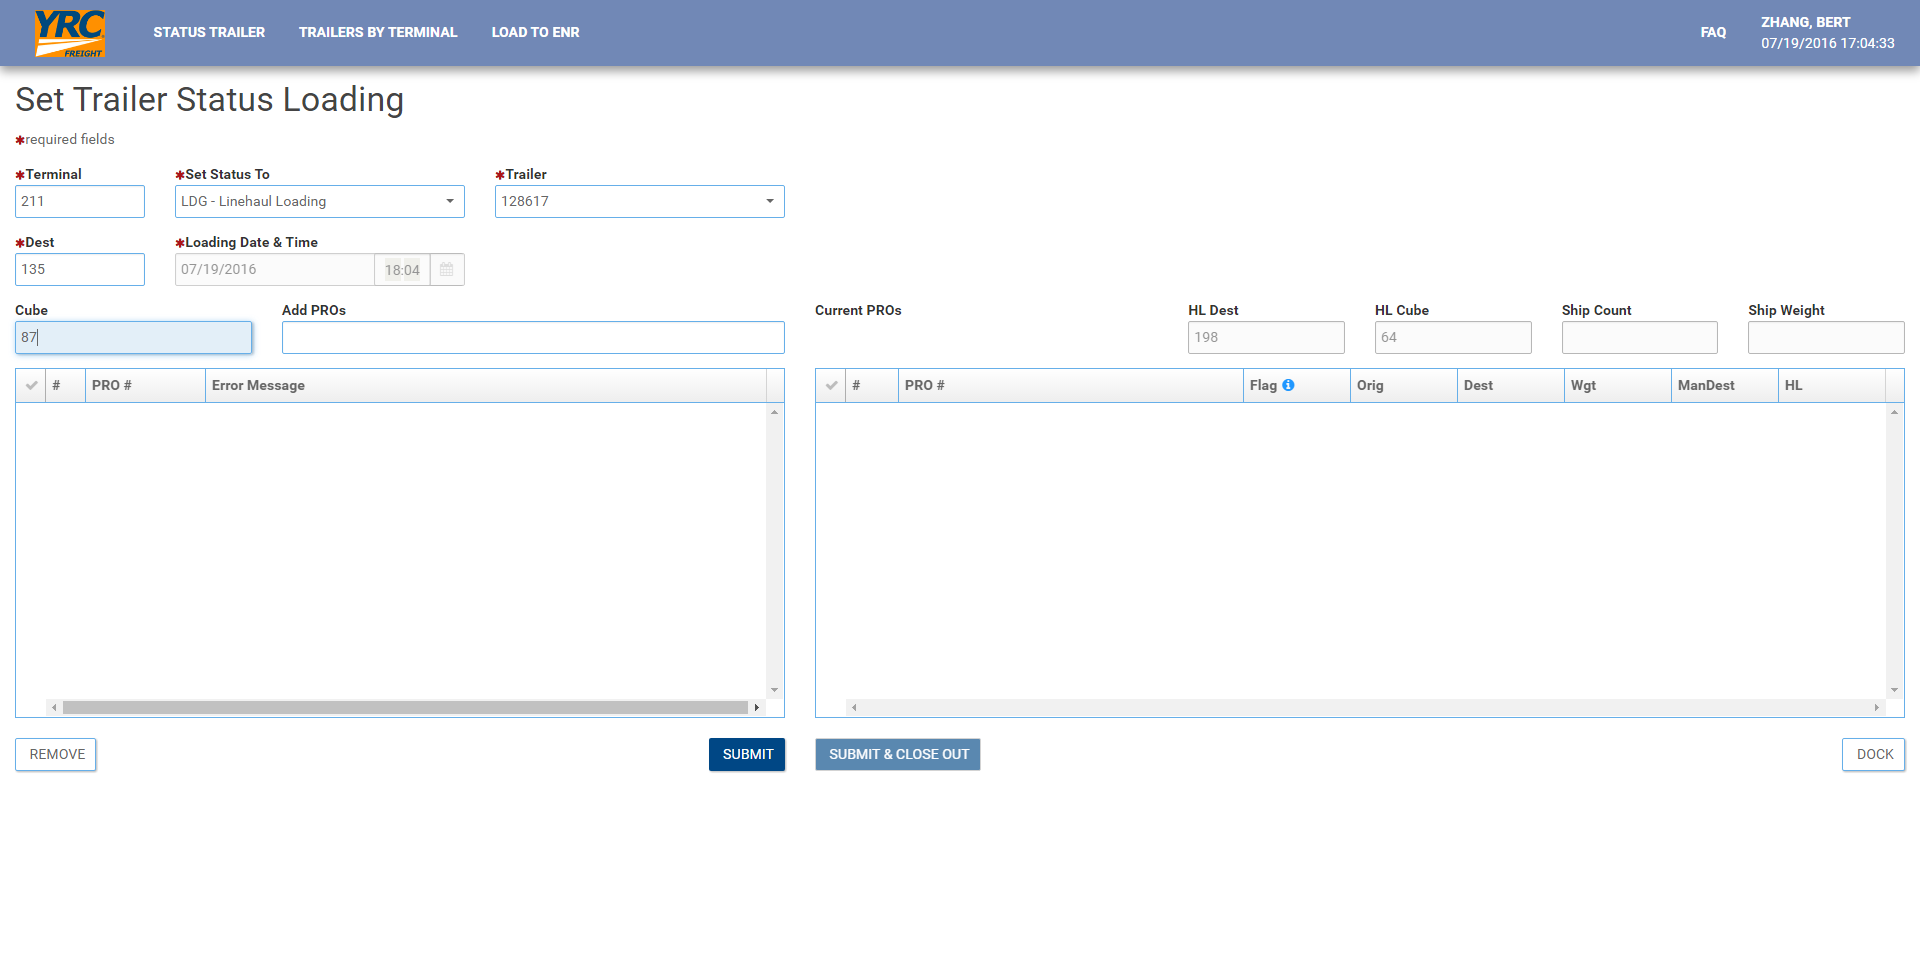 YRC
FREIGHT
STATUS TRAILER
TRAILERS BY TERMINAL
LOAD TO ENR
FAQ
ZHANG, BERT
07/19/2016 17:04:33
Set Trailer Status Loading
✱required fields
✱Terminal
✱Set Status To
✱Trailer
211
LDG - Linehaul Loading
128617
✱Dest
✱Loading Date & Time
135
07/19/2016
18:04
Cube
Add PROs
Current PROs
HL Dest
HL Cube
Ship Count
Ship Weight
87
198
64
#
PRO #
Error Message
#
PRO #
Flag
Orig
Dest
Wgt
ManDest
HL
REMOVE
SUBMIT
SUBMIT & CLOSE OUT
DOCK